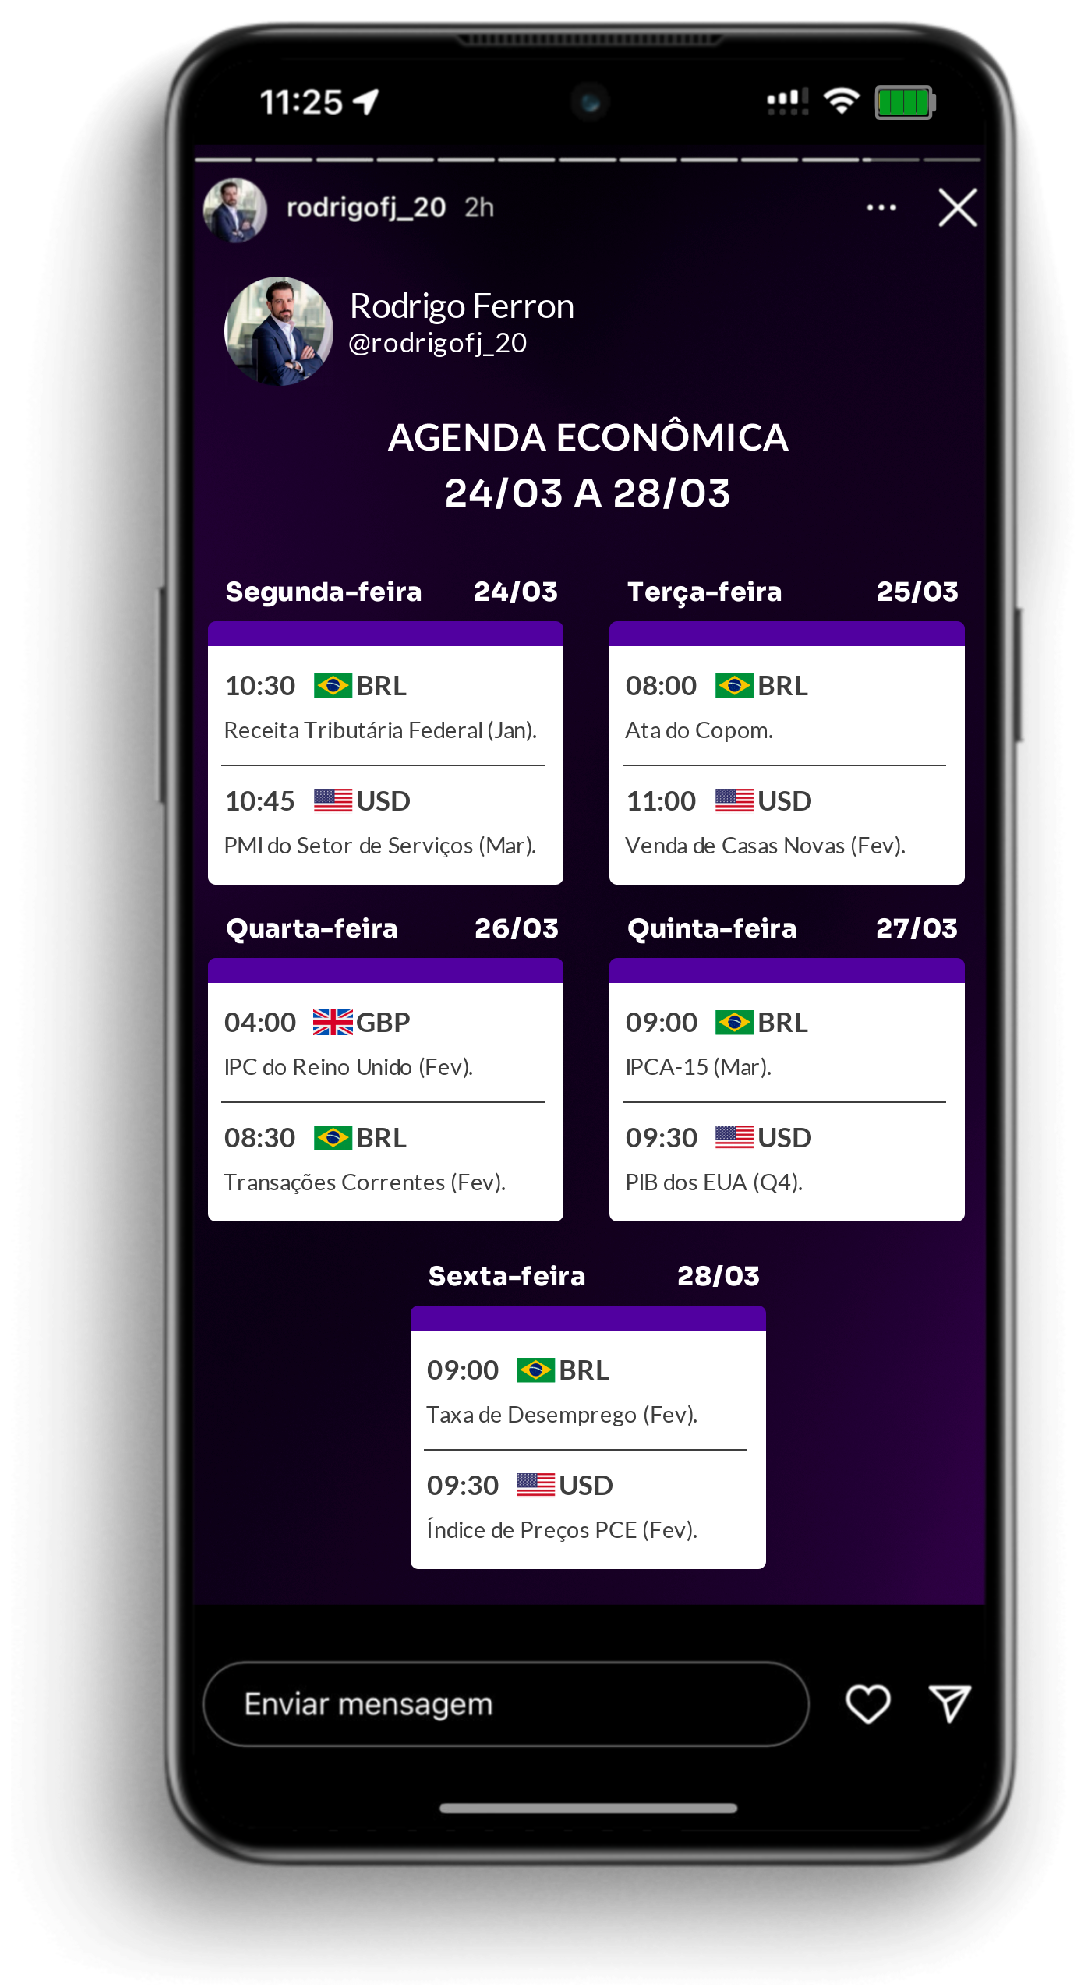 11:25
rodrigofj_20 2h
Rodrigo Ferron
@rodrigofj_20
AGENDA ECONÔMICA
24/03 A 28/03
Segunda-feira 24/03
10:30 BRL
Receita Tributária Federal (Jan).
10:45 USD
PMI do Setor de Serviços (Mar).
Terça-feira 25/03
08:00 BRL
Ata do Copom.
11:00 USD
Venda de Casas Novas (Fev).
Quarta-feira 26/03
04:00 GBP
IPC do Reino Unido (Fev).
08:30 BRL
Transações Correntes (Fev).
Quinta-feira 27/03
09:00 BRL
IPCA-15 (Mar).
09:30 USD
PIB dos EUA (Q4).
Sexta-feira 28/03
09:00 BRL
Taxa de Desemprego (Fev).
09:30 USD
Índice de Preços PCE (Fev).
Enviar mensagem